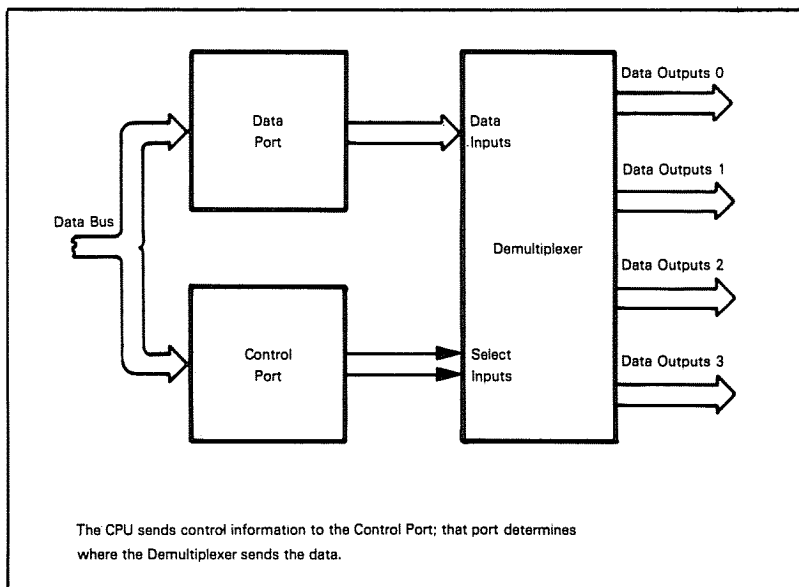 Data Bus
Data
Port
Control
Port
Data
Inputs
Demultiplexer
Select
Inputs
Data Outputs 0
Data Outputs 1
Data Outputs 2
Data Outputs 3
The CPU sends control information to the Control Port; that port determines
where the Demultiplexer sends the data.